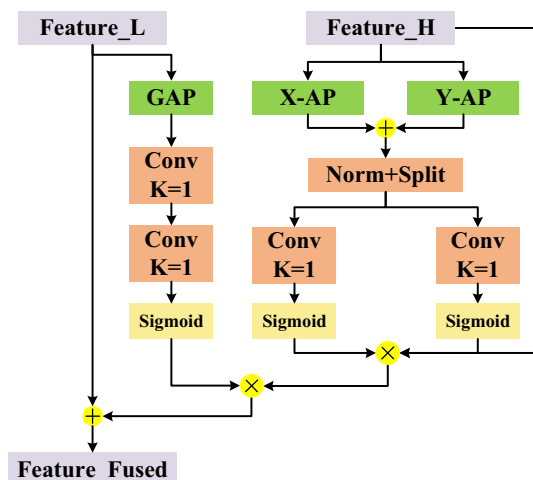 Feature_L
Feature_H
GAP
X-AP
Y-AP
+
Conv
K=1
Norm+Split
Conv
K=1
Conv
K=1
Conv
K=1
Sigmoid
Sigmoid
Sigmoid
×
×
+
Feature_Fused